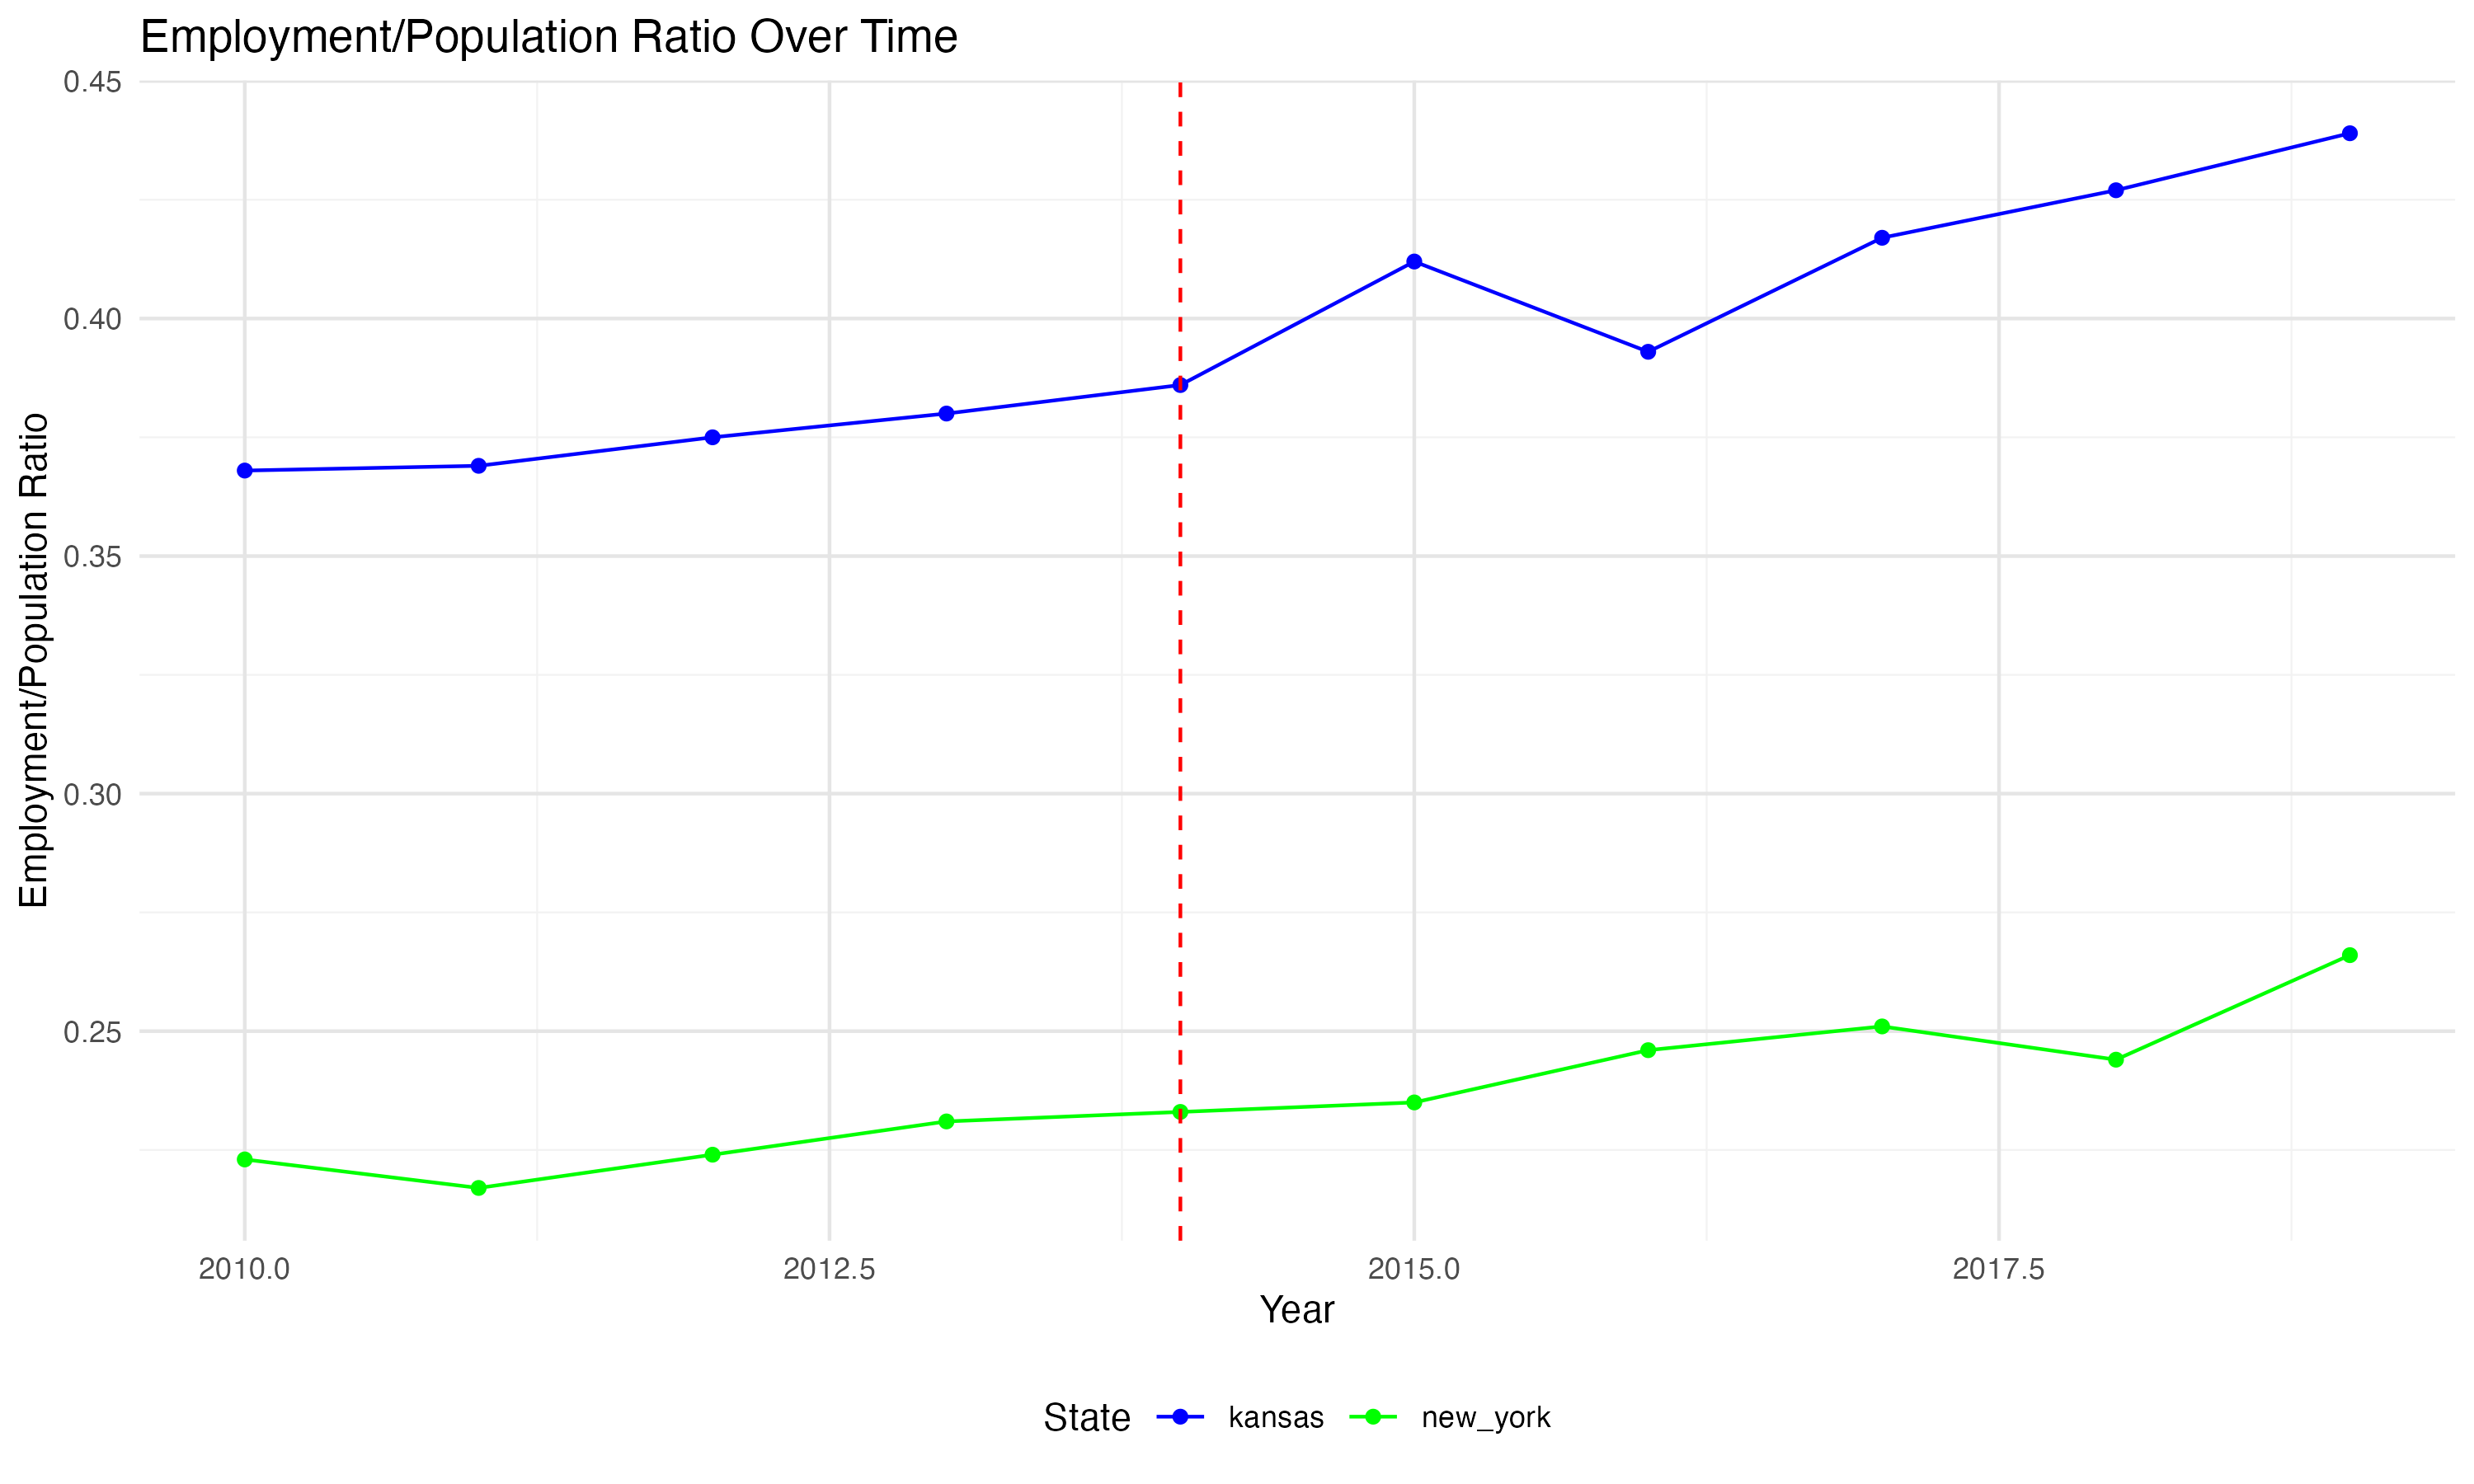 Employment/Population Ratio Over Time
Employment/Population Ratio
0.45
0.40
0.35
0.30
0.25
2010.0 2012.5 2015.0 2017.5
Year
State kansas new_york